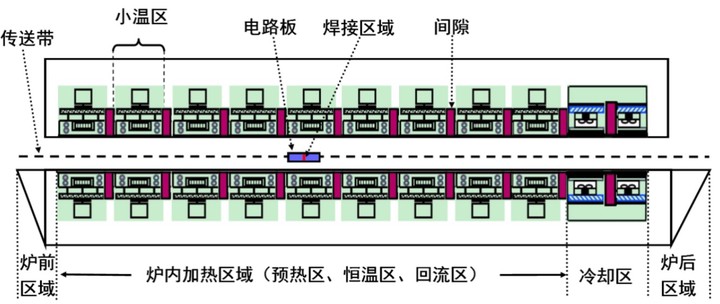 小温区
传送带
电路板
焊接区域
间隙
炉前
区域
炉内加热区域（预热区、恒温区、回流区）
冷却区
炉后
区域